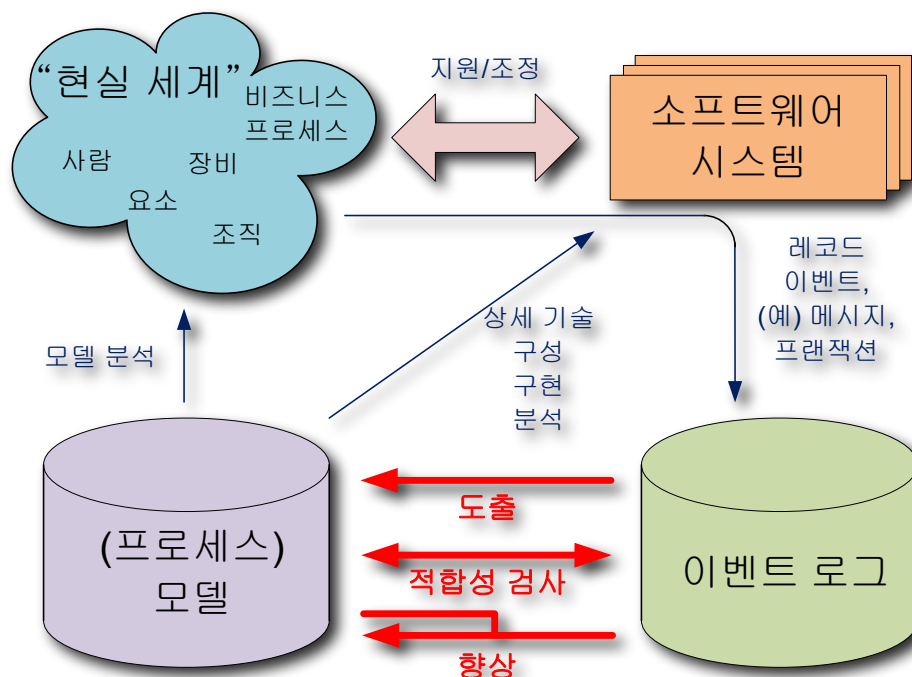 “현실 세계”
비즈니스
프로세스
사람
장비
요소
조직
지원/조정
소프트웨어
시스템
레코드
이벤트,
(예) 메시지,
프랜잭션
상세 기술
구성
구현
분석
모델 분석
(프로세스)
모델
도출
적합성 검사
향상
이벤트 로그